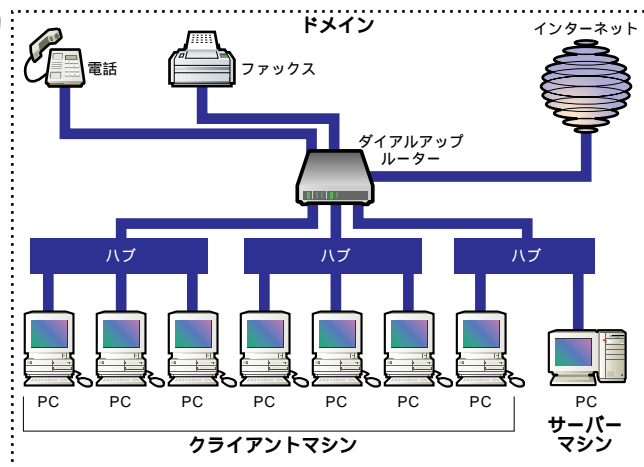 ドメイン
電話
ファックス
インターネット
ダイアルアップ
ルーター
ハブ
ハブ
ハブ
PC
PC
PC
PC
PC
PC
PC
PC
クライアントマシン
サーバー
マシン